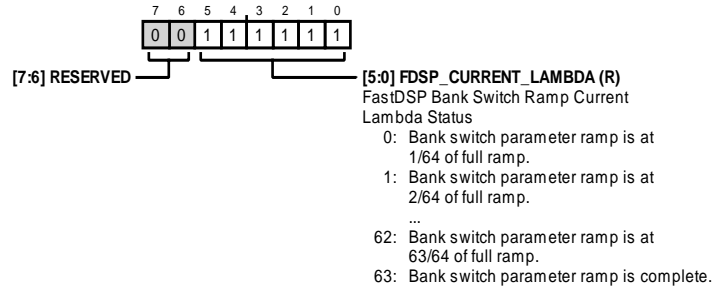 7 6 5 4 3 2 1 0
0 0 1 1 1 1 1 1
[7:6] RESERVED
[5:0] FDSP_CURRENT_LAMBDA (R)
FastDSP Bank Switch Ramp Current
Lambda Status
0: Bank switch parameter ramp is at
1/64 of full ramp.
1: Bank switch parameter ramp is at
2/64 of full ramp.
...
62: Bank switch parameter ramp is at
63/64 of full ramp.
63: Bank switch parameter ramp is complete.